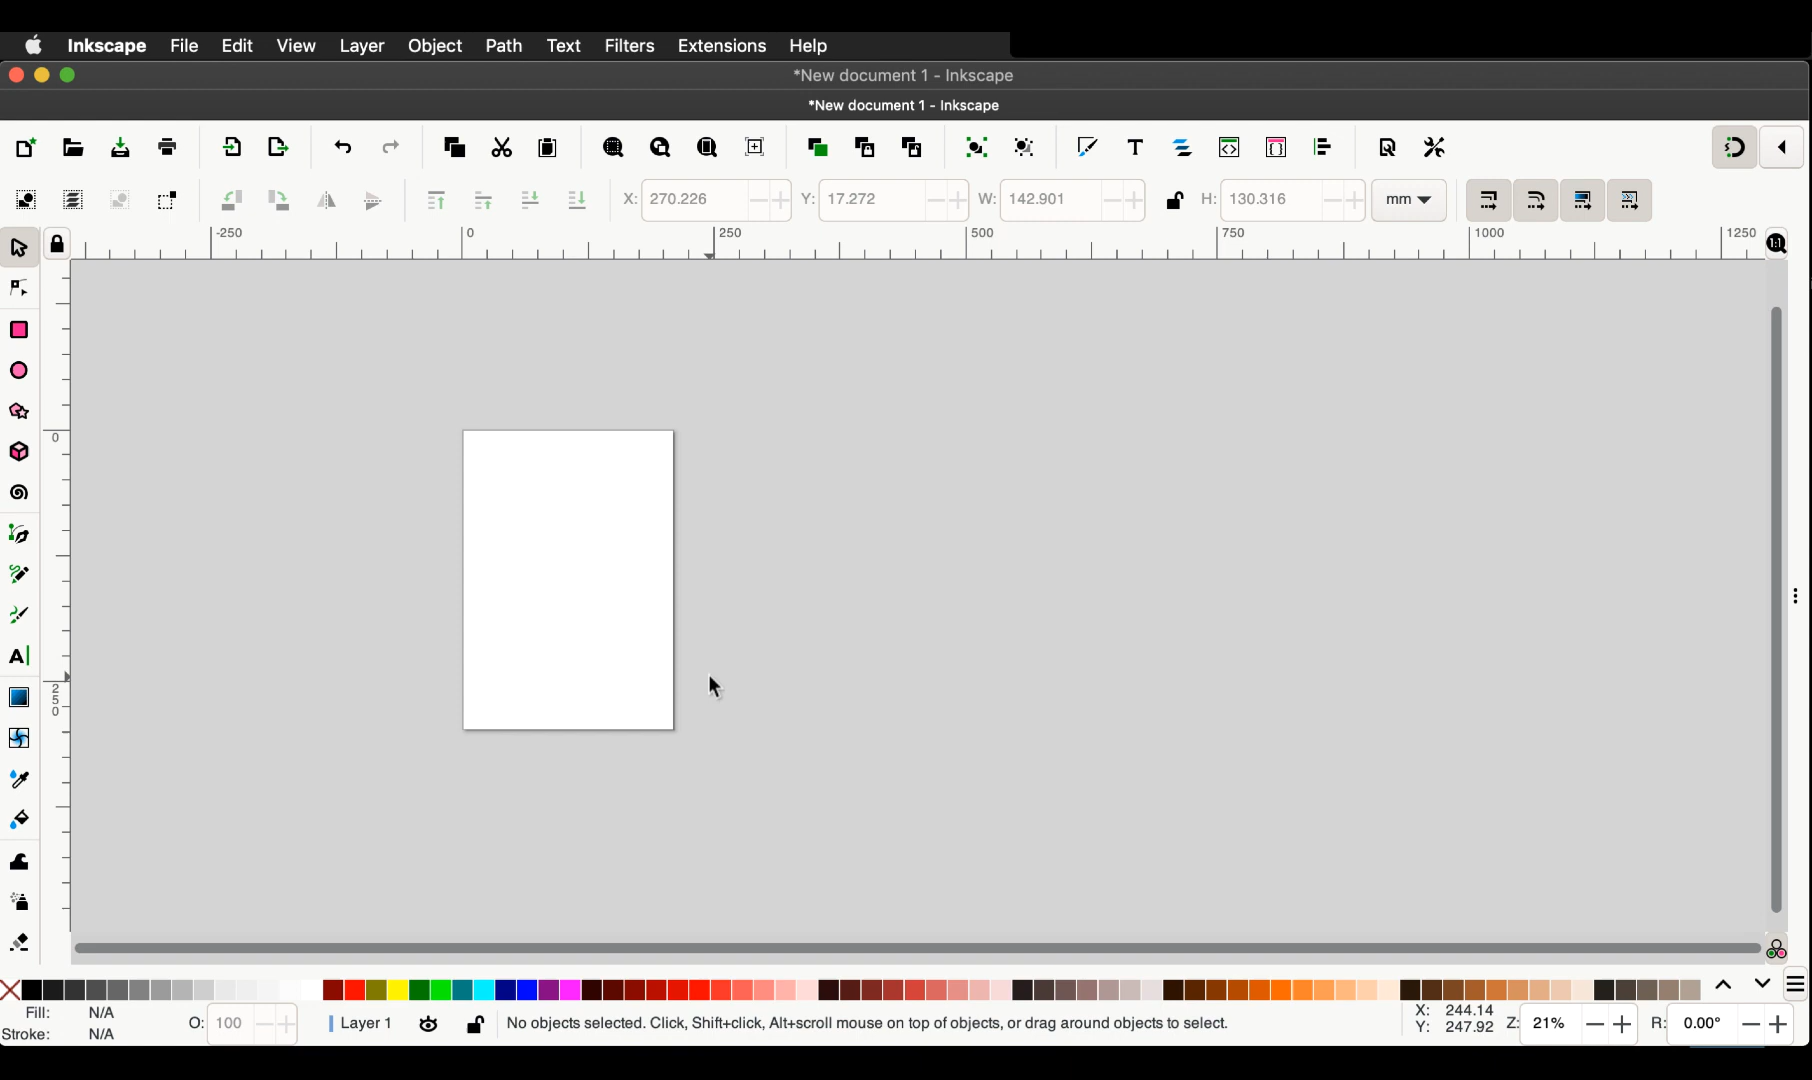 Inkscape File Edit View Layer Object Path Text Filters Extensions Help
*New document 1 - Inkscape
*New document 1 - Inkscape
X: 270.226 Y: 17.272 W: 142.901 H: 130.316 mm
-250 0 250 500 750 1000 1250
1:1
0
250
Fill: N/A
Stroke: N/A
O: 100
Layer 1
No objects selected. Click, Shift+click, Alt+scroll mouse on top of objects, or drag around objects to select.
X: 244.14
Y: 247.92
Z: 21%
R: 0.00°